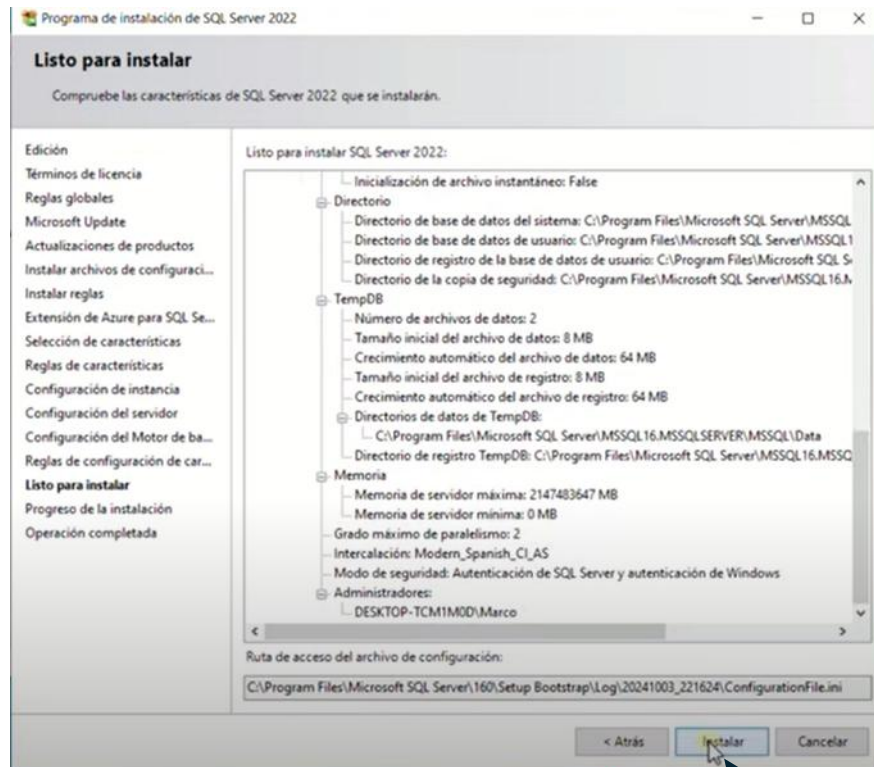 Programa de instalación de SQL Server 2022
Listo para instalar
Compruebe las características de SQL Server 2022 que se instalarán.
Edición
Términos de licencia
Reglas globales
Microsoft Update
Actualizaciones de productos
Instalar archivos de configuraci...
Instalar reglas
Extensión de Azure para SQL Se...
Selección de características
Reglas de características
Configuración de instancia
Configuración del servidor
Configuración del Motor de ba...
Reglas de configuración de car...
Listo para instalar
Progreso de la instalación
Operación completada
Listo para instalar SQL Server 2022:
Inicialización de archivo instantáneo: False
Directorio
Directorio de base de datos del sistema: C:\Program Files\Microsoft SQL Server\MSSQL
Directorio de base de datos de usuario: C:\Program Files\Microsoft SQL Server\MSSQL1
Directorio de registro de la base de datos de usuario: C:\Program Files\Microsoft SQL S
Directorio de la copia de seguridad: C:\Program Files\Microsoft SQL Server\MSSQL16.M
TempDB
Número de archivos de datos: 2
Tamaño inicial del archivo de datos: 8 MB
Crecimiento automático del archivo de datos: 64 MB
Tamaño inicial del archivo de registro: 8 MB
Crecimiento automático del archivo de registro: 64 MB
Directorios de datos de TempDB:
C:\Program Files\Microsoft SQL Server\MSSQL16.MSSQLSERVER\MSSQL\Data
Directorio de registro TempDB: C:\Program Files\Microsoft SQL Server\MSSQL16.MSSQ
Memoria
Memoria de servidor máxima: 2147483647 MB
Memoria de servidor mínima: 0 MB
Grado máximo de paralelismo: 2
Intercalación: Modern_Spanish_CI_AS
Modo de seguridad: Autenticación de SQL Server y autenticación de Windows
Administradores:
DESKTOP-TCM1M0D\Marco
Ruta de acceso del archivo de configuración:
C:\Program Files\Microsoft SQL Server\160\Setup Bootstrap\Log\20241003_221624\ConfigurationFile.ini
< Atrás
Instalar
Cancelar